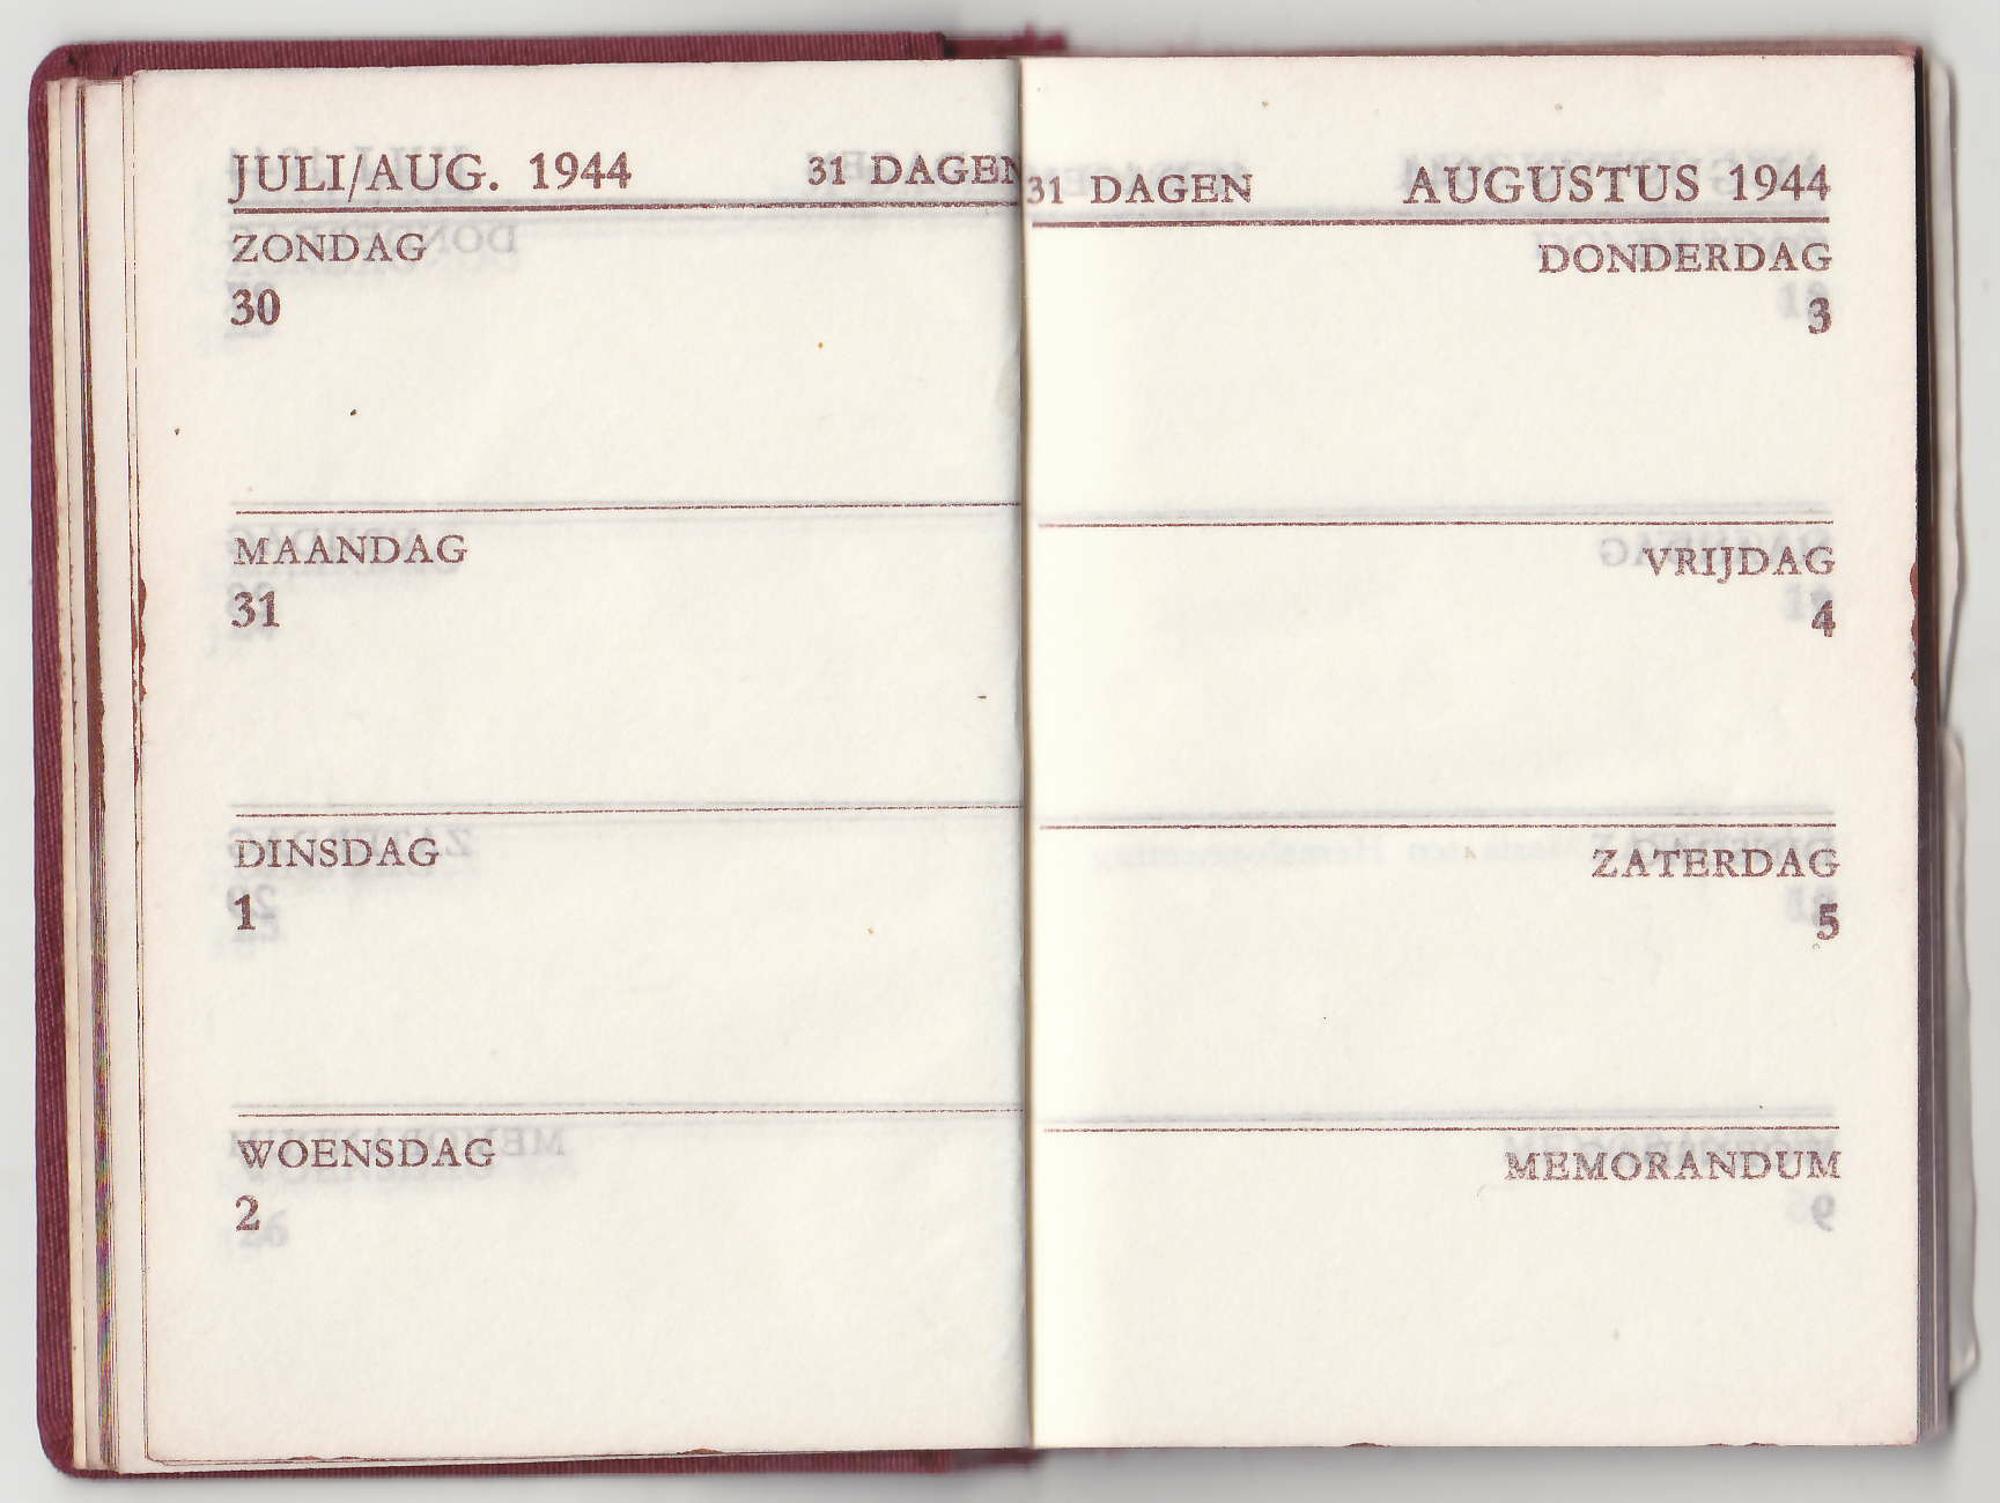 JULI/AUG. 1944 31 DAGEN
ZONDAG
30
MAANDAG
31
DINSDAG
1
WOENSDAG
2
31 DAGEN AUGUSTUS 1944
DONDERDAG
3
VRIJDAG
4
ZATERDAG
5
MEMORANDUM